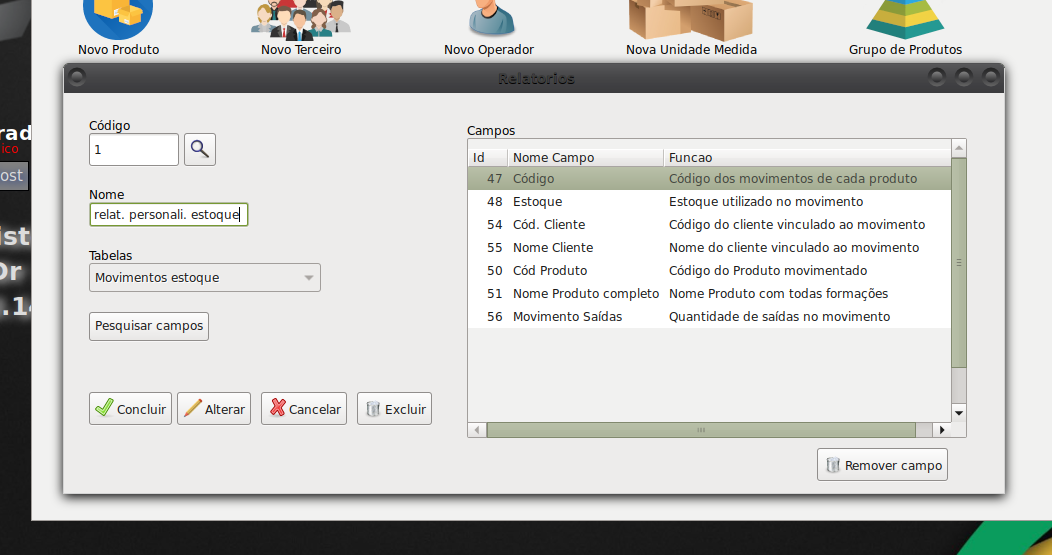 Novo Produto
Novo Terceiro
Novo Operador
Nova Unidade Medida
Grupo de Produtos
Relatorios
Código
1
Nome
relat. personali. estoque
Tabelas
Movimentos estoque
Pesquisar campos
Concluir
Alterar
Cancelar
Excluir
Campos
Id Nome Campo Funcao
47 Código Código dos movimentos de cada produto
48 Estoque Estoque utilizado no movimento
54 Cód. Cliente Código do cliente vinculado ao movimento
55 Nome Cliente Nome do cliente vinculado ao movimento
50 Cód Produto Código do Produto movimentado
51 Nome Produto completo Nome Produto com todas formações
56 Movimento Saídas Quantidade de saídas no movimento
Remover campo
rad
ico
ost
ist
Or
.14